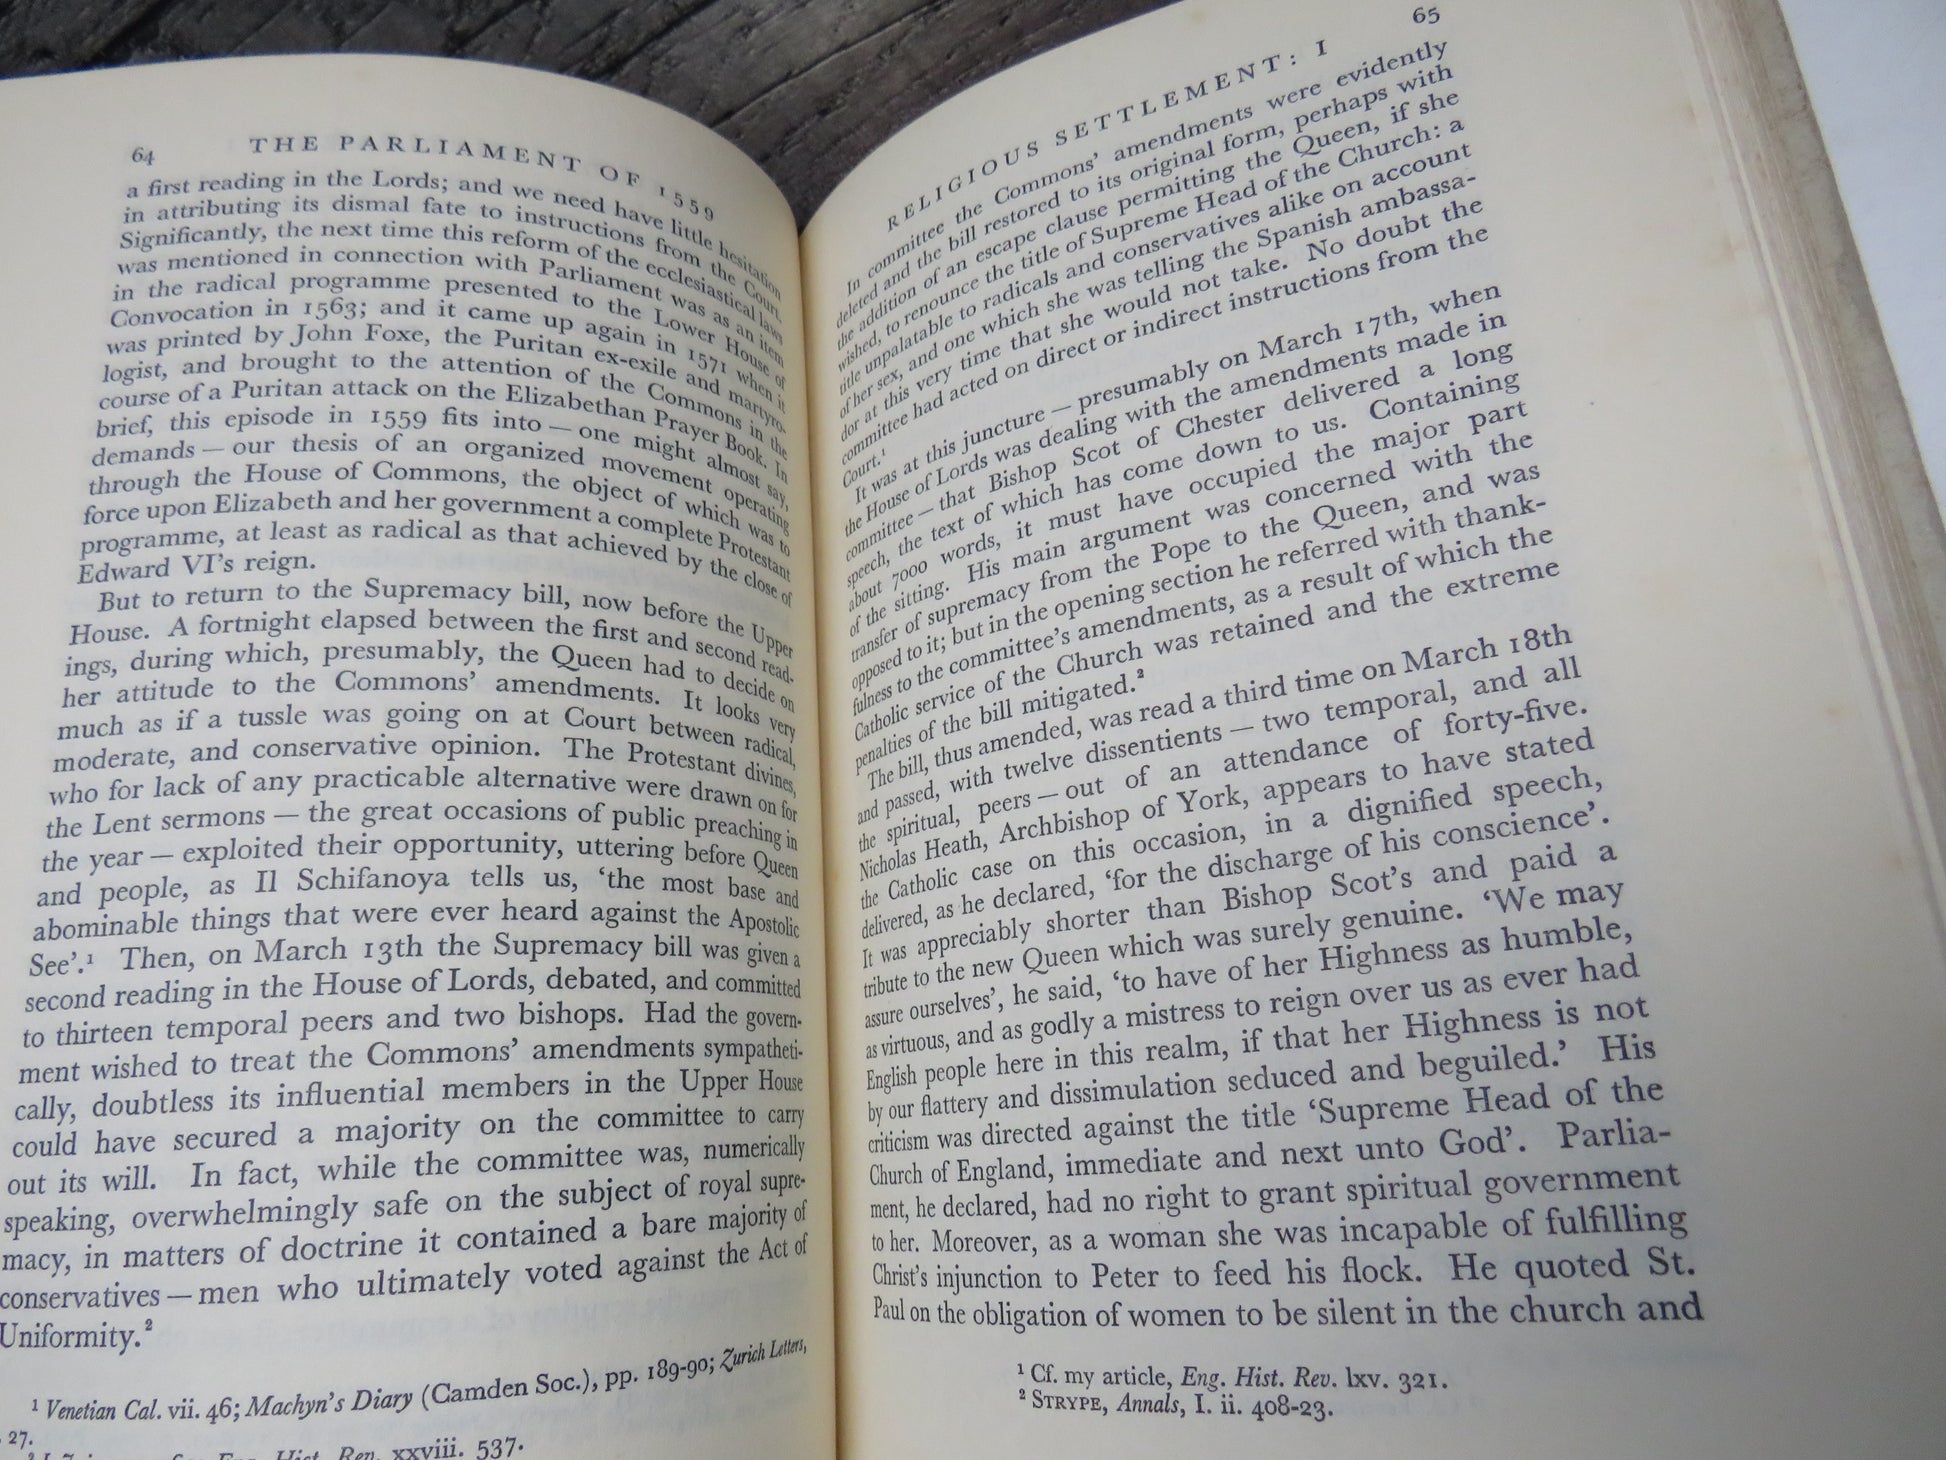 64 THE PARLIAMENT OF 1559
a first reading in the Lords; and we need have little hesitation
in attributing its dismal fate to instructions from the Court.
Significantly, the next time this reform of the ecclesiastical laws
was mentioned in connection with Parliament was as an item
in the radical programme presented to the Lower House of
Convocation in 1563; and it came up again in 1571 when it
was printed by John Foxe, the Puritan ex-exile and martyro-
logist, and brought to the attention of the Commons in the
course of a Puritan attack on the Elizabethan Prayer Book. In
brief, this episode in 1559 fits into — one might almost say,
demands — our thesis of an organized movement operating
through the House of Commons, the object of which was to
force upon Elizabeth and her government a complete Protestant
programme, at least as radical as that achieved by the close of
Edward VI's reign.
But to return to the Supremacy bill, now before the Upper
House. A fortnight elapsed between the first and second read-
ings, during which, presumably, the Queen had to decide on
her attitude to the Commons' amendments. It looks very
much as if a tussle was going on at Court between radical,
moderate, and conservative opinion. The Protestant divines,
who for lack of any practicable alternative were drawn on for
the Lent sermons — the great occasions of public preaching in
the year — exploited their opportunity, uttering before Queen
and people, as Il Schifanoya tells us, 'the most base and
abominable things that were ever heard against the Apostolic
See'.¹ Then, on March 13th the Supremacy bill was given a
second reading in the House of Lords, debated, and committed
to thirteen temporal peers and two bishops. Had the govern-
ment wished to treat the Commons' amendments sympatheti-
cally, doubtless its influential members in the Upper House
could have secured a majority on the committee to carry
out its will. In fact, while the committee was, numerically
speaking, overwhelmingly safe on the subject of royal supre-
macy, in matters of doctrine it contained a bare majority of
conservatives — men who ultimately voted against the Act of
Uniformity.²
¹ Venetian Cal. vii. 46; Machyn's Diary (Camden Soc.), pp. 189-90; Zurich Letters,
27.
Eng. Hist. Rev. xxviii. 537.
RELIGIOUS SETTLEMENT: I 65
In committee the Commons' amendments were evidently
deleted and the bill restored to its original form, perhaps with
the addition of an escape clause permitting the Queen, if she
wished, to renounce the title of Supreme Head of the Church: a
title unpalatable to radicals and conservatives alike on account
of her sex, and one which she was telling the Spanish ambassa-
dor at this very time that she would not take. No doubt the
committee had acted on direct or indirect instructions from the
Court.¹
It was at this juncture — presumably on March 17th, when
the House of Lords was dealing with the amendments made in
committee — that Bishop Scot of Chester delivered a long
speech, the text of which has come down to us. Containing
about 7000 words, it must have occupied the major part
of the sitting. His main argument was concerned with the
transfer of supremacy from the Pope to the Queen, and was
opposed to it; but in the opening section he referred with thank-
fulness to the committee's amendments, as a result of which the
Catholic service of the Church was retained and the extreme
penalties of the bill mitigated.²
The bill, thus amended, was read a third time on March 18th
and passed, with twelve dissentients — two temporal, and all
the spiritual, peers — out of an attendance of forty-five.
Nicholas Heath, Archbishop of York, appears to have stated
the Catholic case on this occasion, in a dignified speech,
delivered, as he declared, 'for the discharge of his conscience'.
It was appreciably shorter than Bishop Scot's and paid a
tribute to the new Queen which was surely genuine. 'We may
assure ourselves', he said, 'to have of her Highness as humble,
as virtuous, and as godly a mistress to reign over us as ever had
English people here in this realm, if that her Highness is not
by our flattery and dissimulation seduced and beguiled.' His
criticism was directed against the title 'Supreme Head of the
Church of England, immediate and next unto God'. Parlia-
ment, he declared, had no right to grant spiritual government
to her. Moreover, as a woman she was incapable of fulfilling
Christ's injunction to Peter to feed his flock. He quoted St.
Paul on the obligation of women to be silent in the church and
¹ Cf. my article, Eng. Hist. Rev. lxv. 321.
² STRYPE, Annals, I. ii. 408-23.